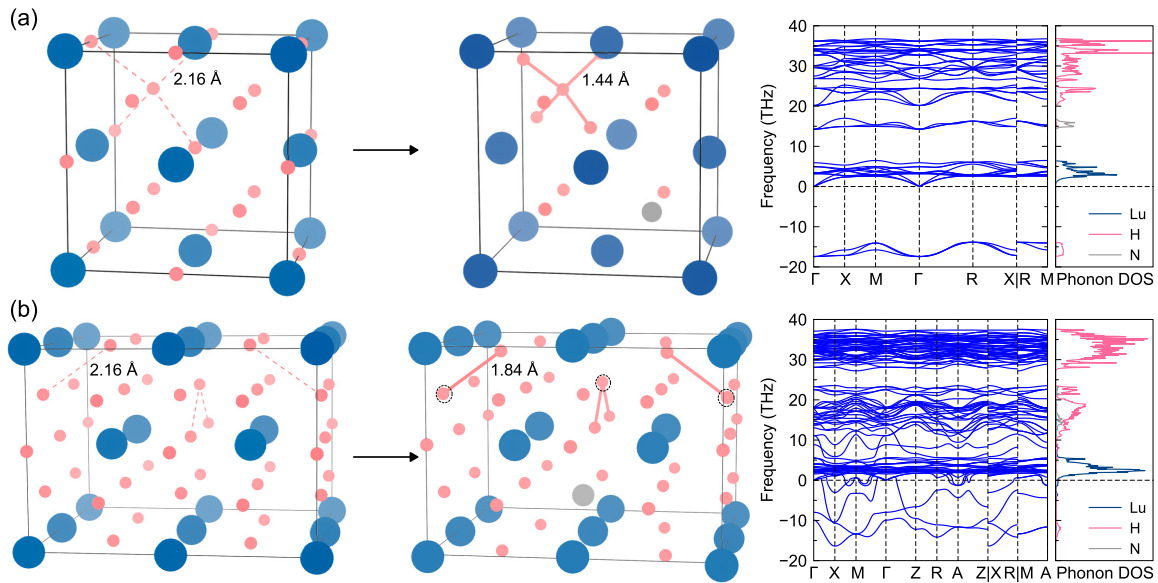 (a)
2.16 Å
1.44 Å
Frequency (THz)
40
30
20
10
0
−10
−20
Γ X M Γ R X|R M
Phonon DOS
Lu
H
N
(b)
2.16 Å
1.84 Å
Frequency (THz)
40
30
20
10
0
−10
−20
Γ X M Γ Z R A Z|X R|M A
Phonon DOS
Lu
H
N